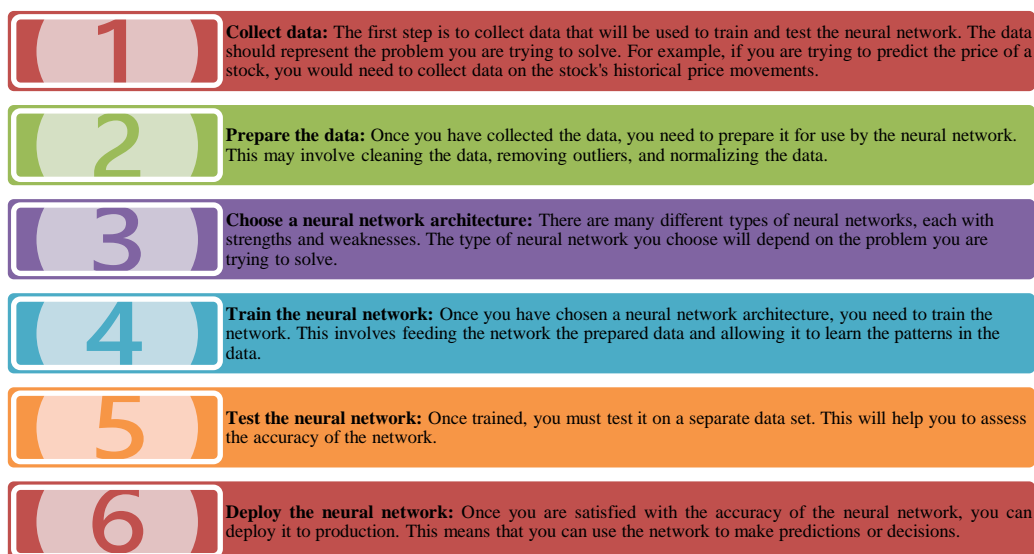 1
Collect data: The first step is to collect data that will be used to train and test the neural network. The data
should represent the problem you are trying to solve. For example, if you are trying to predict the price of a
stock, you would need to collect data on the stock's historical price movements.
2
Prepare the data: Once you have collected the data, you need to prepare it for use by the neural network.
This may involve cleaning the data, removing outliers, and normalizing the data.
3
Choose a neural network architecture: There are many different types of neural networks, each with
strengths and weaknesses. The type of neural network you choose will depend on the problem you are
trying to solve.
4
Train the neural network: Once you have chosen a neural network architecture, you need to train the
network. This involves feeding the network the prepared data and allowing it to learn the patterns in the
data.
5
Test the neural network: Once trained, you must test it on a separate data set. This will help you to assess
the accuracy of the network.
6
Deploy the neural network: Once you are satisfied with the accuracy of the neural network, you can
deploy it to production. This means that you can use the network to make predictions or decisions.